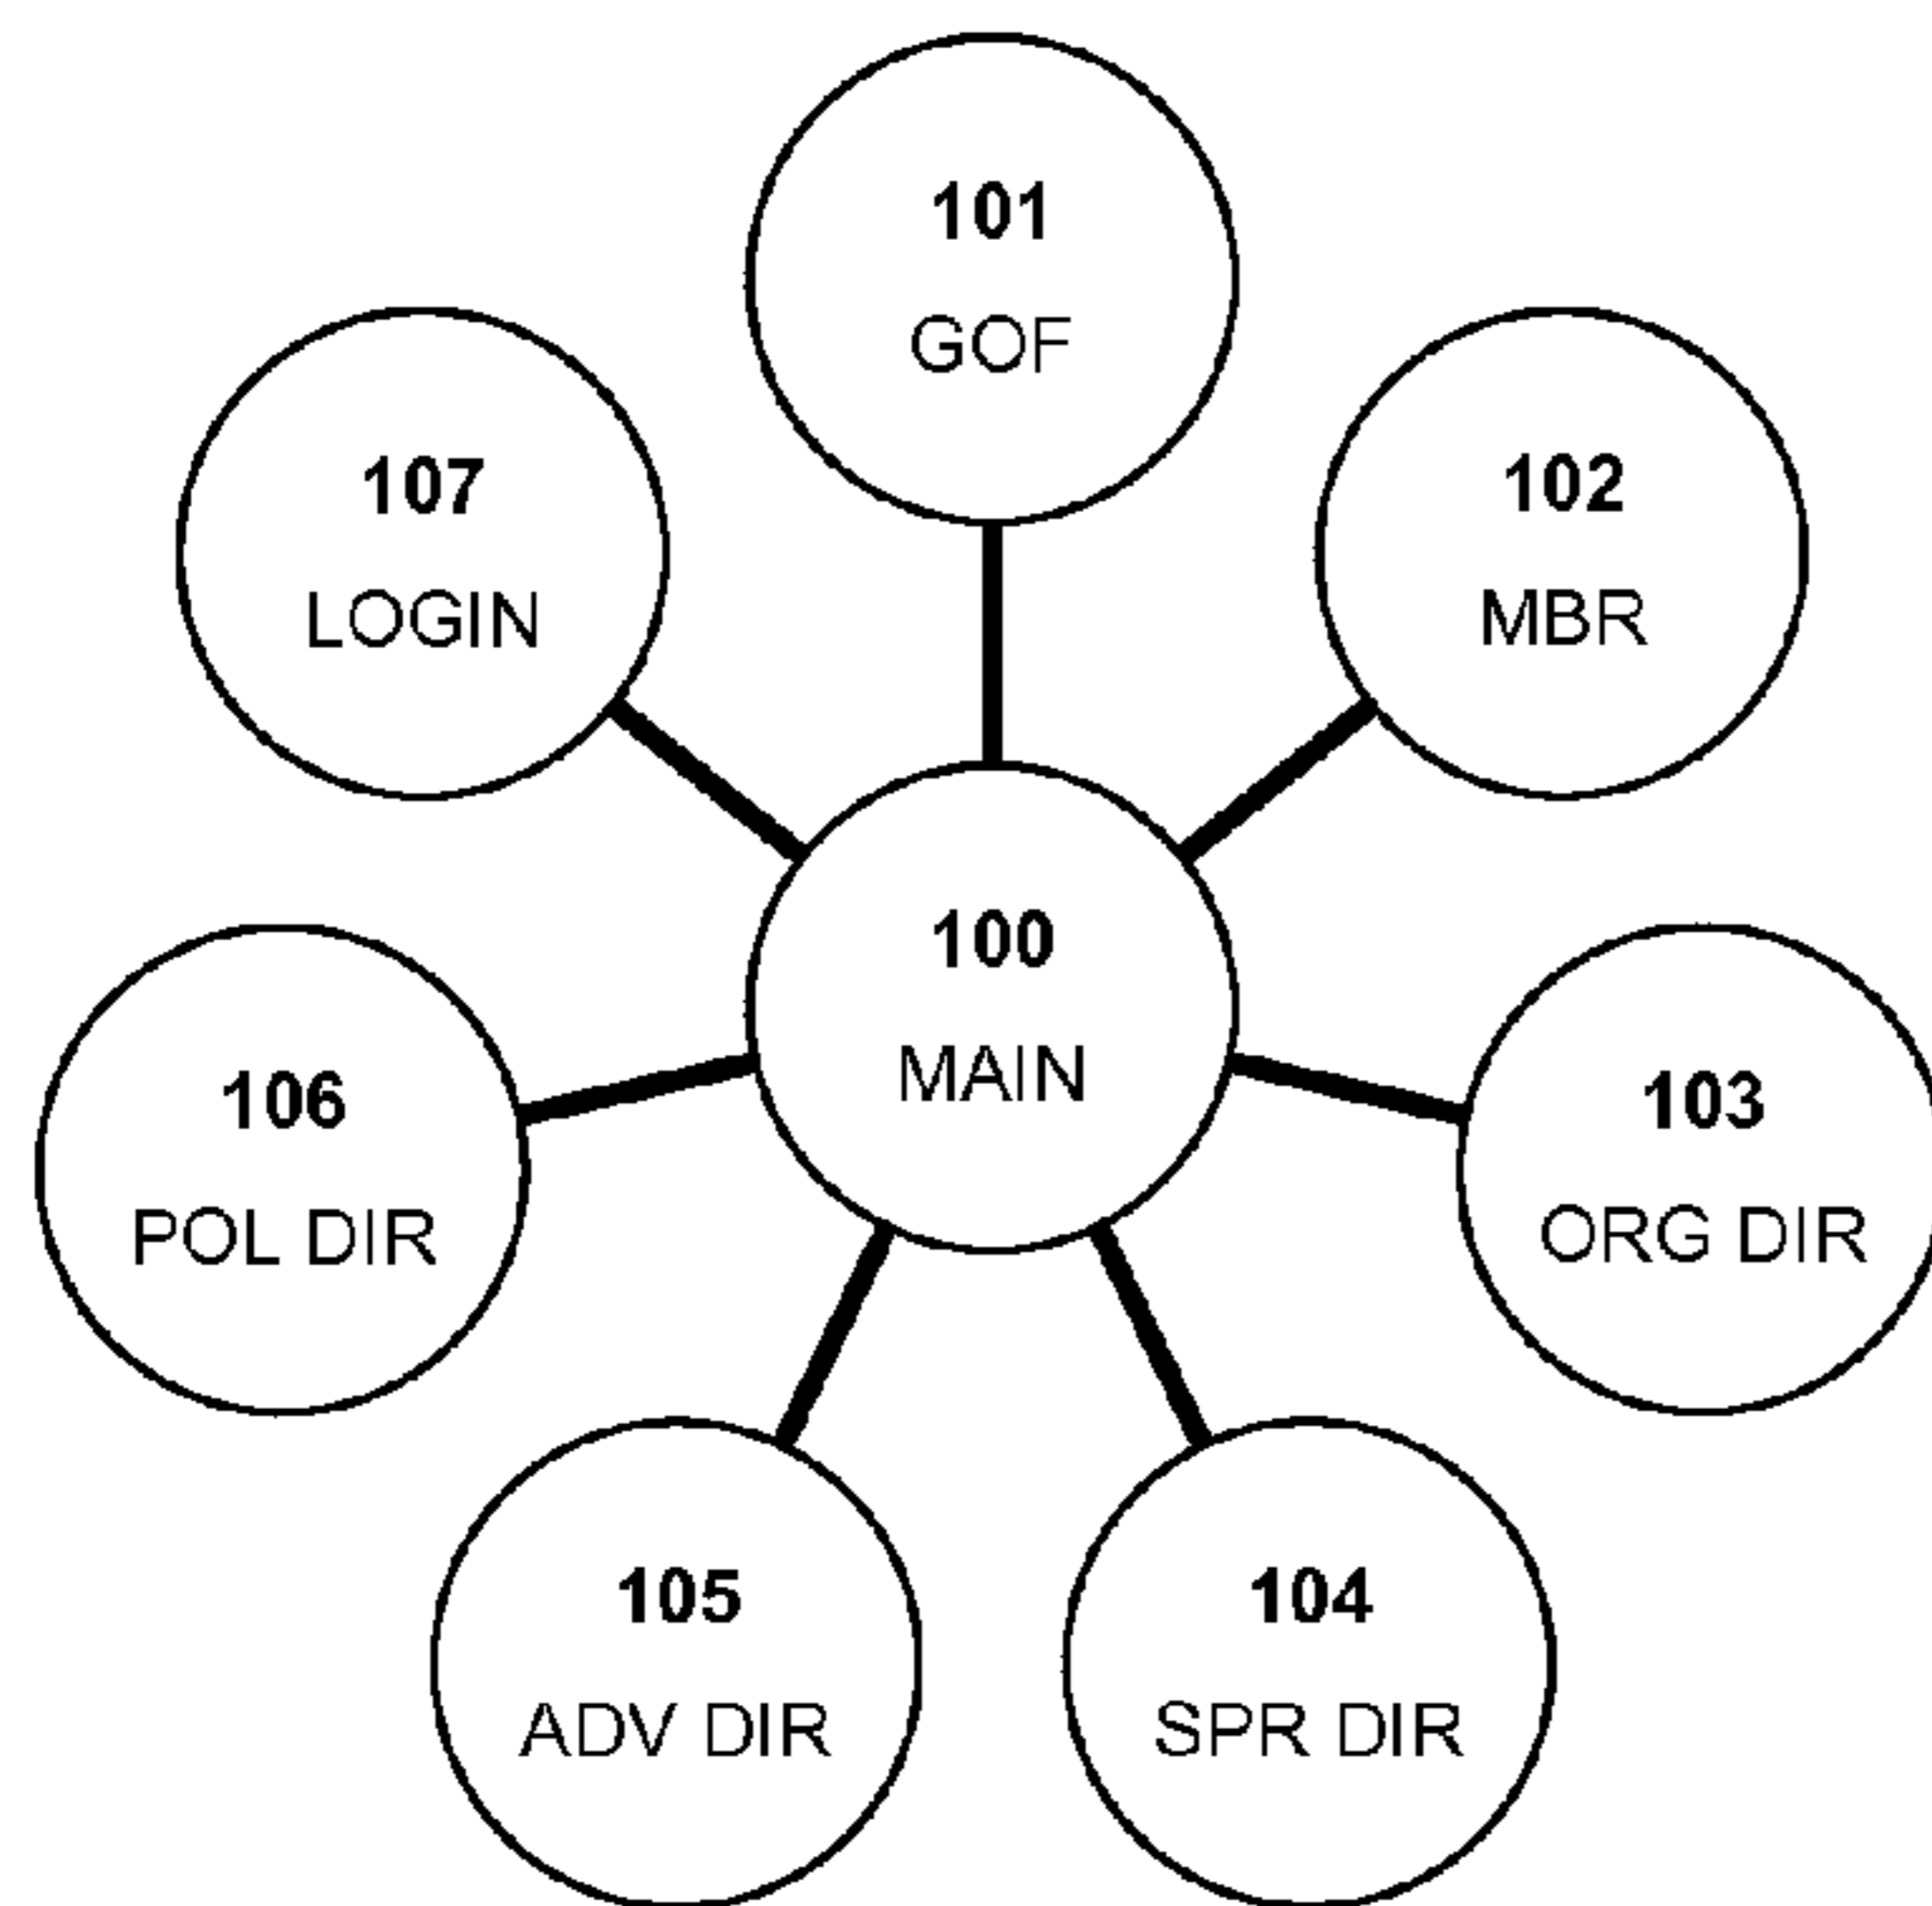 101
GOF
107
LOGIN
102
MBR
100
MAIN
106
POL DIR
103
ORG DIR
105
ADV DIR
104
SPR DIR